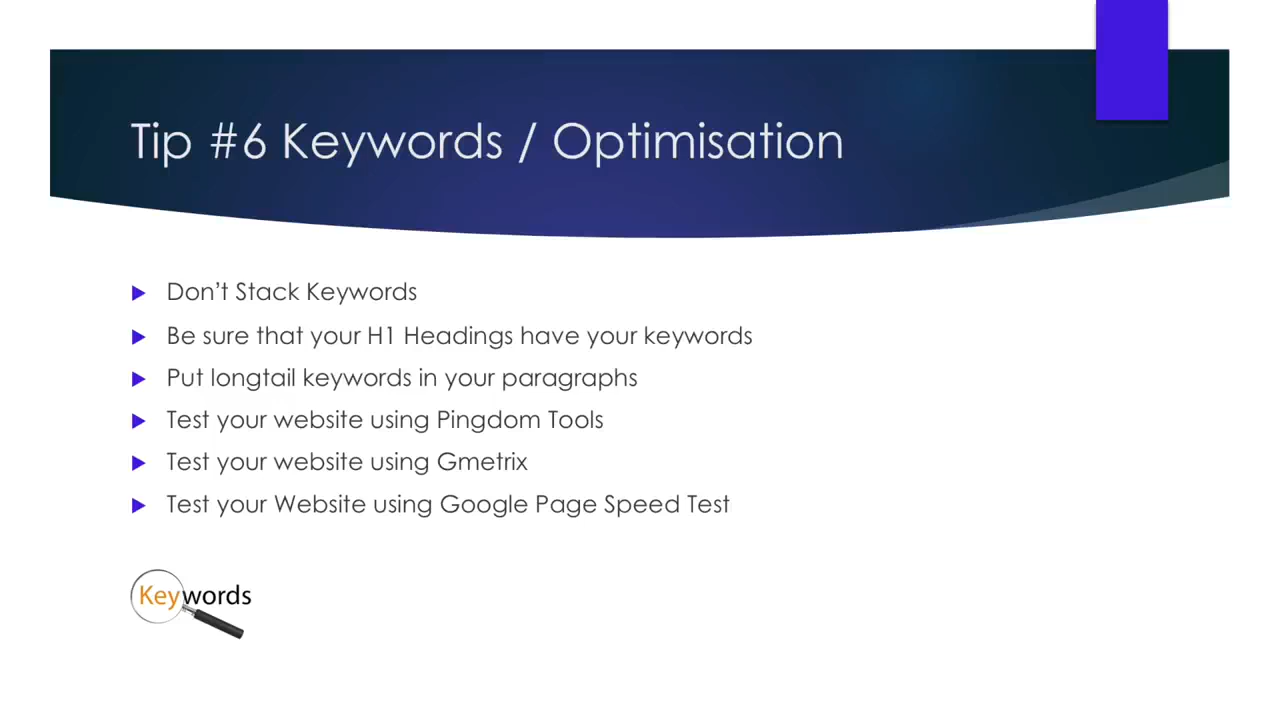 Tip #6 Keywords / Optimisation
Don't Stack Keywords
Be sure that your H1 Headings have your keywords
Put longtail keywords in your paragraphs
Test your website using Pingdom Tools
Test your website using Gmetrix
Test your Website using Google Page Speed Test
Keywords